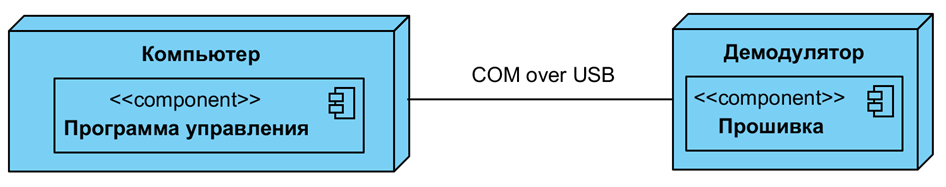 Компьютер
<<component>>
Программа управления
COM over USB
Демодулятор
<<component>>
Прошивка